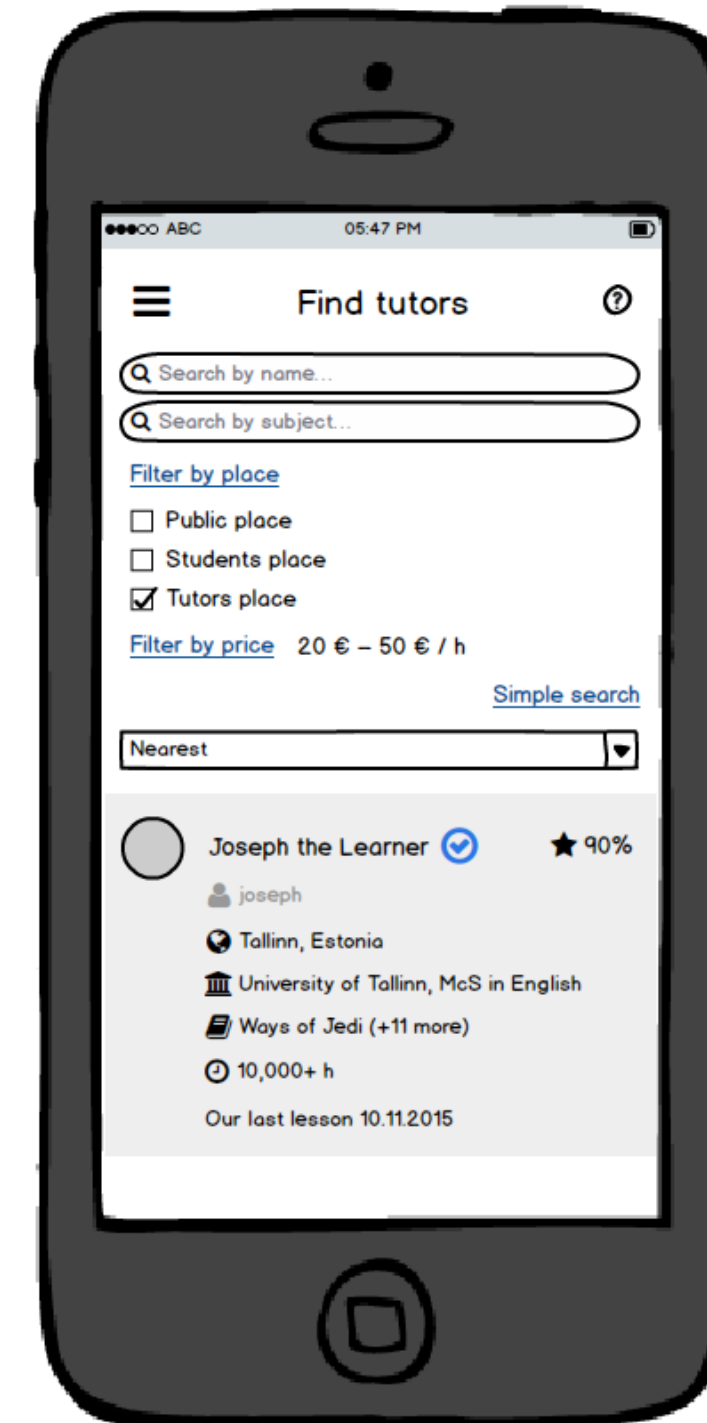 ABC 05:47 PM
Find tutors
Search by name...
Search by subject...
Filter by place
Public place
Students place
Tutors place
Filter by price 20 € – 50 € / h
Simple search
Nearest
Joseph the Learner 90%
joseph
Tallinn, Estonia
University of Tallinn, McS in English
Ways of Jedi (+11 more)
10,000+ h
Our last lesson 10.11.2015